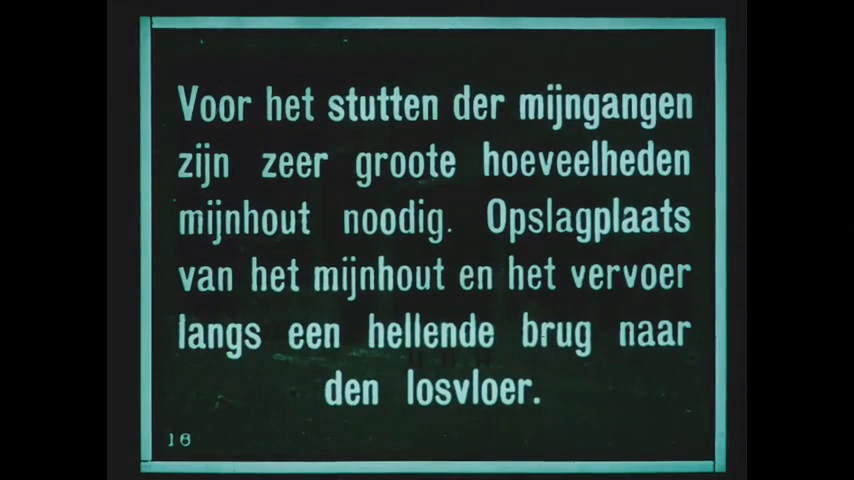 Voor het stutten der mijngangen
zijn zeer groote hoeveelheden
mijnhout noodig. Opslagplaats
van het mijnhout en het vervoer
langs een hellende brug naar
den losvloer.
16